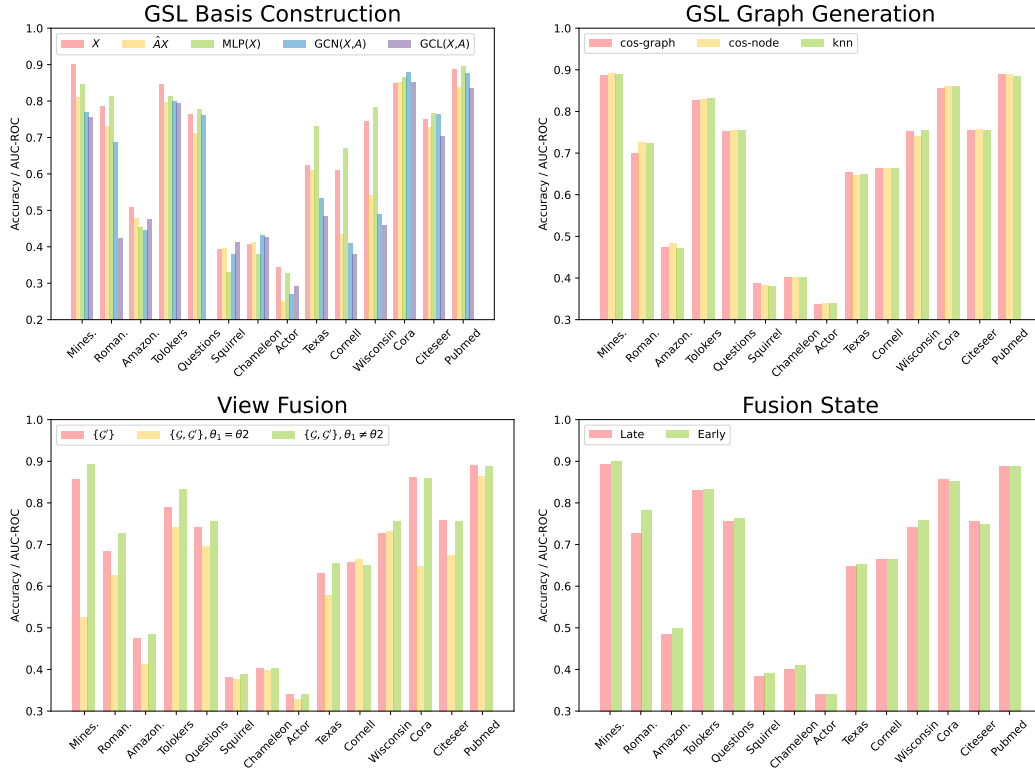 GSL Basis Construction
X ÂX MLP(X) GCN(X,A) GCL(X,A)
Accuracy / AUC-ROC
1.0
0.9
0.8
0.7
0.6
0.5
0.4
0.3
0.2
Mines. Roman. Amazon. Tolokers Questions Squirrel Chameleon Actor Texas Cornell Wisconsin Cora Citeseer Pubmed
GSL Graph Generation
cos-graph cos-node knn
Accuracy / AUC-ROC
1.0
0.9
0.8
0.7
0.6
0.5
0.4
0.3
Mines. Roman. Amazon. Tolokers Questions Squirrel Chameleon Actor Texas Cornell Wisconsin Cora Citeseer Pubmed
View Fusion
{𝒢′} {𝒢, 𝒢′}, θ₁ = θ2 {𝒢, 𝒢′}, θ₁ ≠ θ2
Accuracy / AUC-ROC
1.0
0.9
0.8
0.7
0.6
0.5
0.4
0.3
Mines. Roman. Amazon. Tolokers Questions Squirrel Chameleon Actor Texas Cornell Wisconsin Cora Citeseer Pubmed
Fusion State
Late Early
Accuracy / AUC-ROC
1.0
0.9
0.8
0.7
0.6
0.5
0.4
0.3
Mines. Roman. Amazon. Tolokers Questions Squirrel Chameleon Actor Texas Cornell Wisconsin Cora Citeseer Pubmed